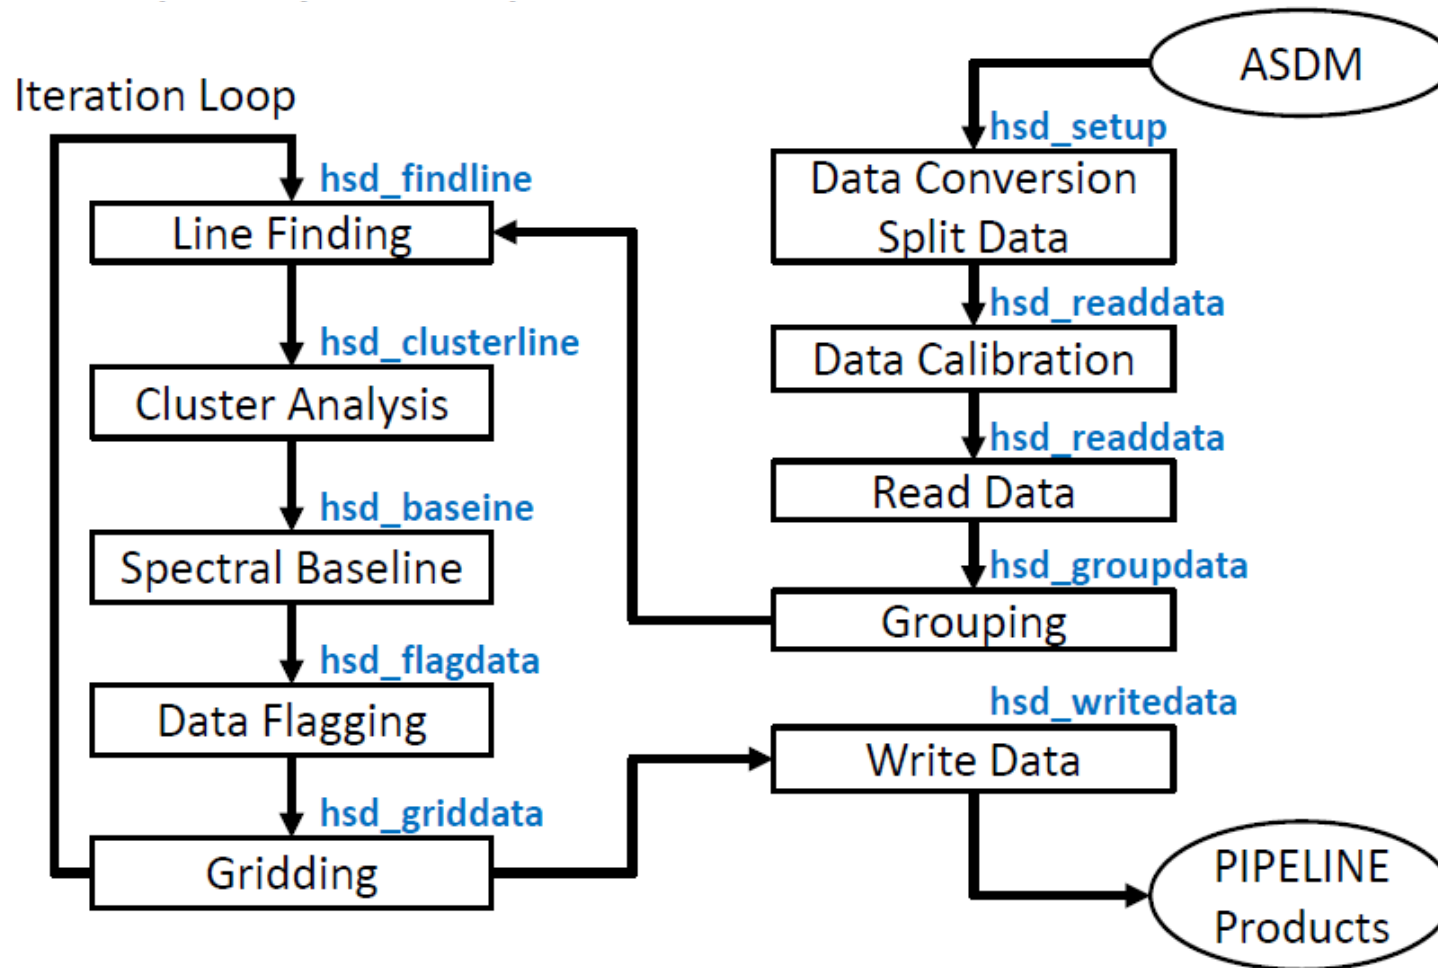 ASDM
Iteration Loop
hsd_setup
Data Conversion
Split Data
hsd_findline
Line Finding
hsd_readdata
Data Calibration
hsd_clusterline
Cluster Analysis
hsd_readdata
Read Data
hsd_baseine
Spectral Baseline
hsd_groupdata
Grouping
hsd_flagdata
Data Flagging
hsd_writedata
Write Data
hsd_griddata
Gridding
PIPELINE
Products